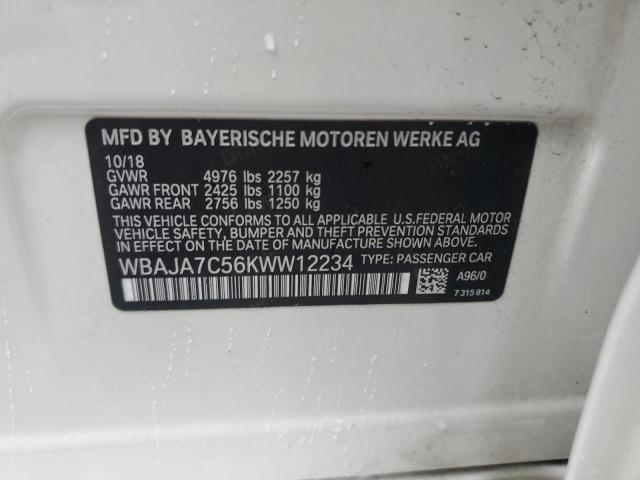 MFD BY BAYERISCHE MOTOREN WERKE AG
10/18
GVWR 4976 lbs 2257 kg
GAWR FRONT 2425 lbs 1100 kg
GAWR REAR 2756 lbs 1250 kg
THIS VEHICLE CONFORMS TO ALL APPLICABLE U.S.FEDERAL MOTOR
VEHICLE SAFETY, BUMPER AND THEFT PREVENTION STANDARDS
IN EFFECT ON THE DATE OF MANUFACTURE SHOWN ABOVE.
WBAJA7C56KWW12234 TYPE: PASSENGER CAR
A96/0
7 315 814